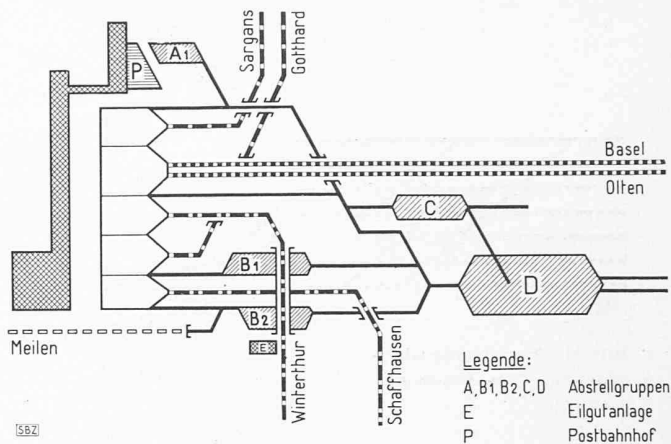 Sargans
Gotthard
P
A1
Basel
Olten
C
B1
D
B2
E
Meilen
Winterthur
Schaffhausen
Legende:
A,B1,B2,C,D Abstellgruppen
E Eilgutanlage
P Postbahnhof
SBZ